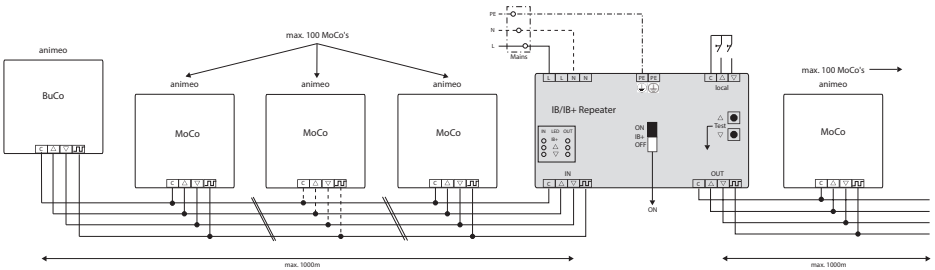 max. 100 MoCo's
animeo
BuCo
C △ ▽
animeo
MoCo
C △ ▽
animeo
MoCo
C △ ▽
animeo
MoCo
C △ ▽
PE
N
L
Mains
L L N N
PE PE
C △ ▽
local
IB/IB+ Repeater
IN LED OUT
IB+
△
▽
ON
IB+
OFF
△
Test
▽
IN
C △ ▽
ON
OUT
C △ ▽
max. 100 MoCo's
animeo
MoCo
C △ ▽
max. 1000m
max. 1000m